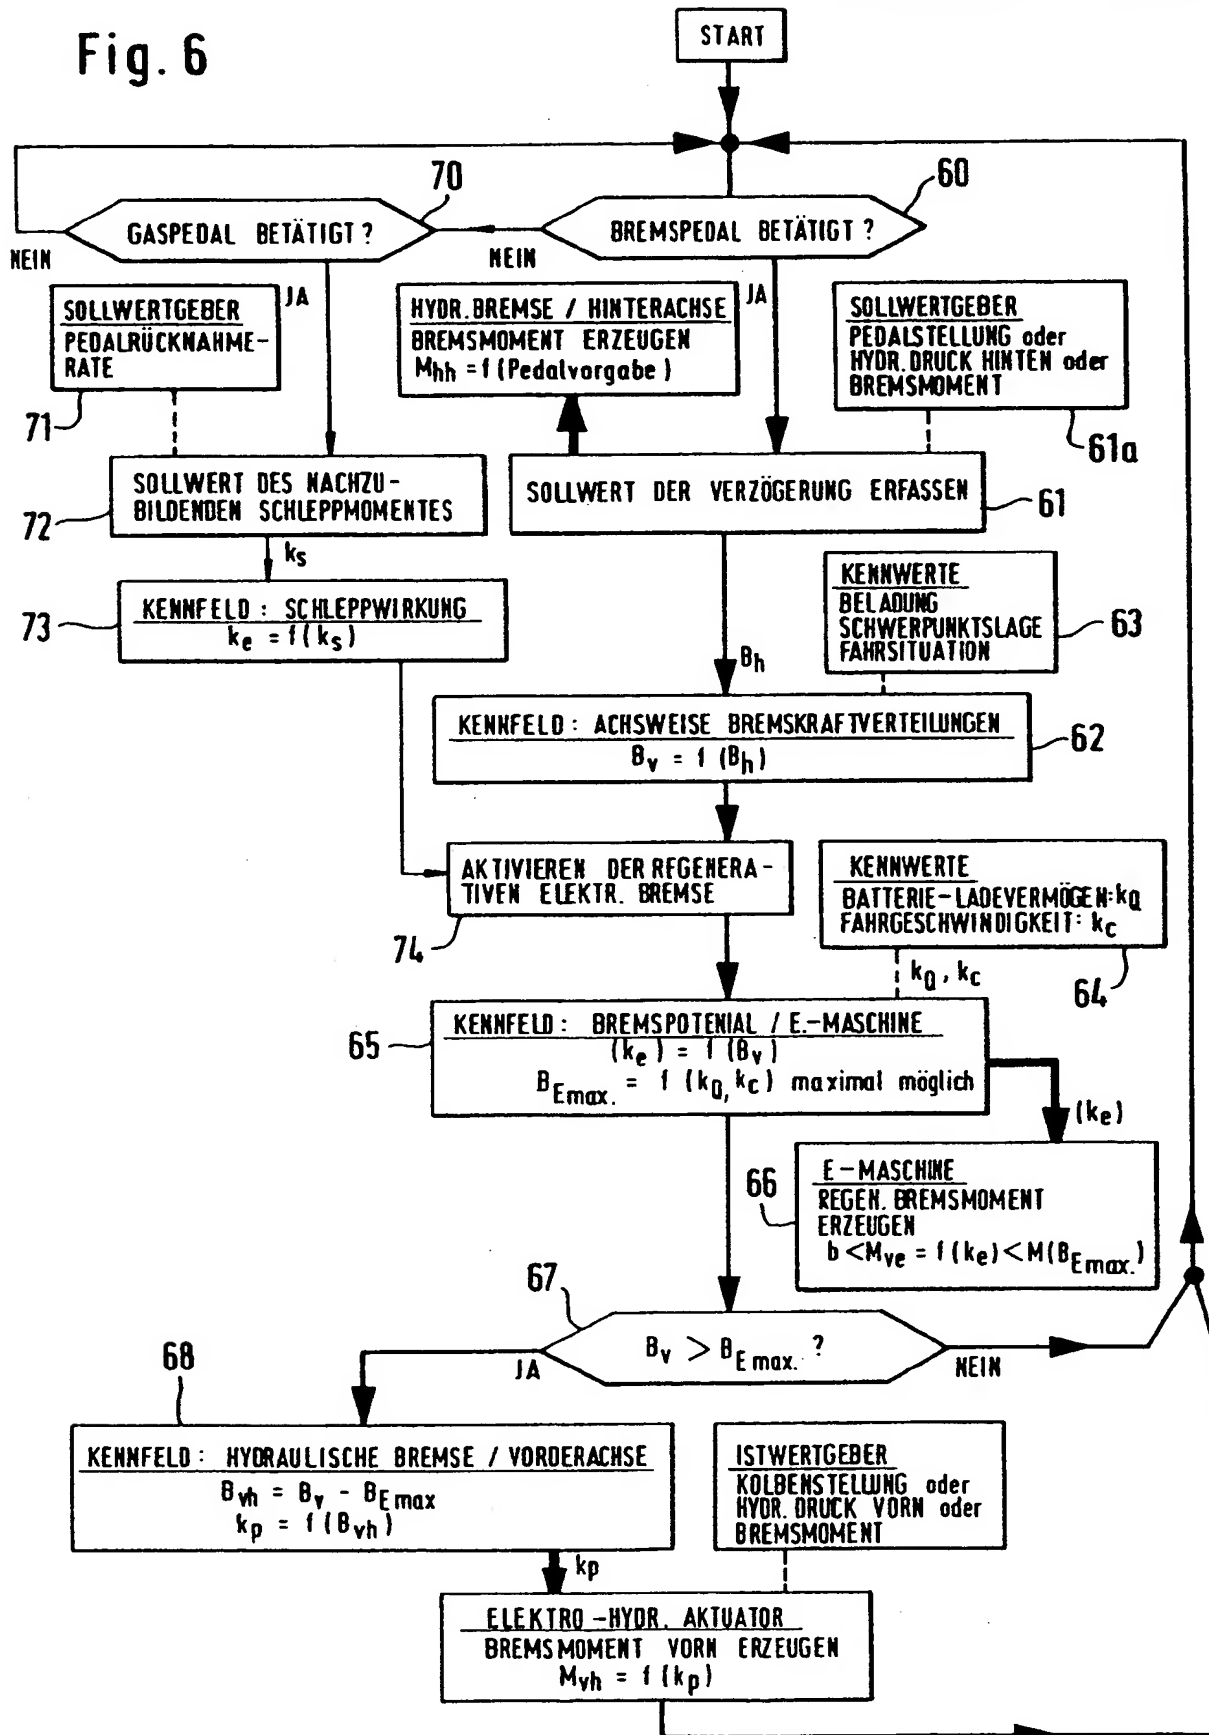 Fig. 6
START
70
60
GASPEDAL BETÄTIGT ?
BREMSPEDAL BETÄTIGT ?
NEIN
NEIN
JA
JA
SOLLWERTGEBER
PEDALRÜCKNAHME-
RATE
71
HYDR. BREMSE / HINTERACHSE
BREMSMOMENT ERZEUGEN
Mhh = f (Pedalvorgabe)
SOLLWERTGEBER
PEDALSTELLUNG oder
HYDR. DRUCK HINTEN oder
BREMSMOMENT
61a
SOLLWERT DES NACHZU-
BILDENDEN SCHLEPPMOMENTES
72
SOLLWERT DER VERZÖGERUNG ERFASSEN
61
ks
KENNFELD : SCHLEPPWIRKUNG
ke = f (ks)
73
KENNWERTE
BELADUNG
SCHWERPUNKTSLAGE
FAHRSITUATION
63
Bh
KENNFELD : ACHSWEISE BREMSKRAFTVERTEILUNGEN
Bv = f (Bh)
62
AKTIVIEREN DER REGENERA-
TIVEN ELEKTR. BREMSE
74
KENNWERTE
BATTERIE-LADEVERMÖGEN: kQ
FAHRGESCHWINDIGKEIT: kc
64
kQ, kc
65
KENNFELD : BREMSPOTENIAL / E.-MASCHINE
(ke) = f (Bv)
BEmax. = f (kQ, kc) maximal möglich
(ke)
66
E-MASCHINE
REGEN. BREMSMOMENT
ERZEUGEN
b < Mve = f (ke) < M (BEmax.)
67
Bv > BEmax. ?
JA
NEIN
68
KENNFELD : HYDRAULISCHE BREMSE / VORDERACHSE
Bvh = Bv - BEmax
kp = f (Bvh)
ISTWERTGEBER
KOLBENSTELLUNG oder
HYDR. DRUCK VORN oder
BREMSMOMENT
kp
ELEKTRO-HYDR. AKTUATOR
BREMSMOMENT VORN ERZEUGEN
Mvh = f (kp)